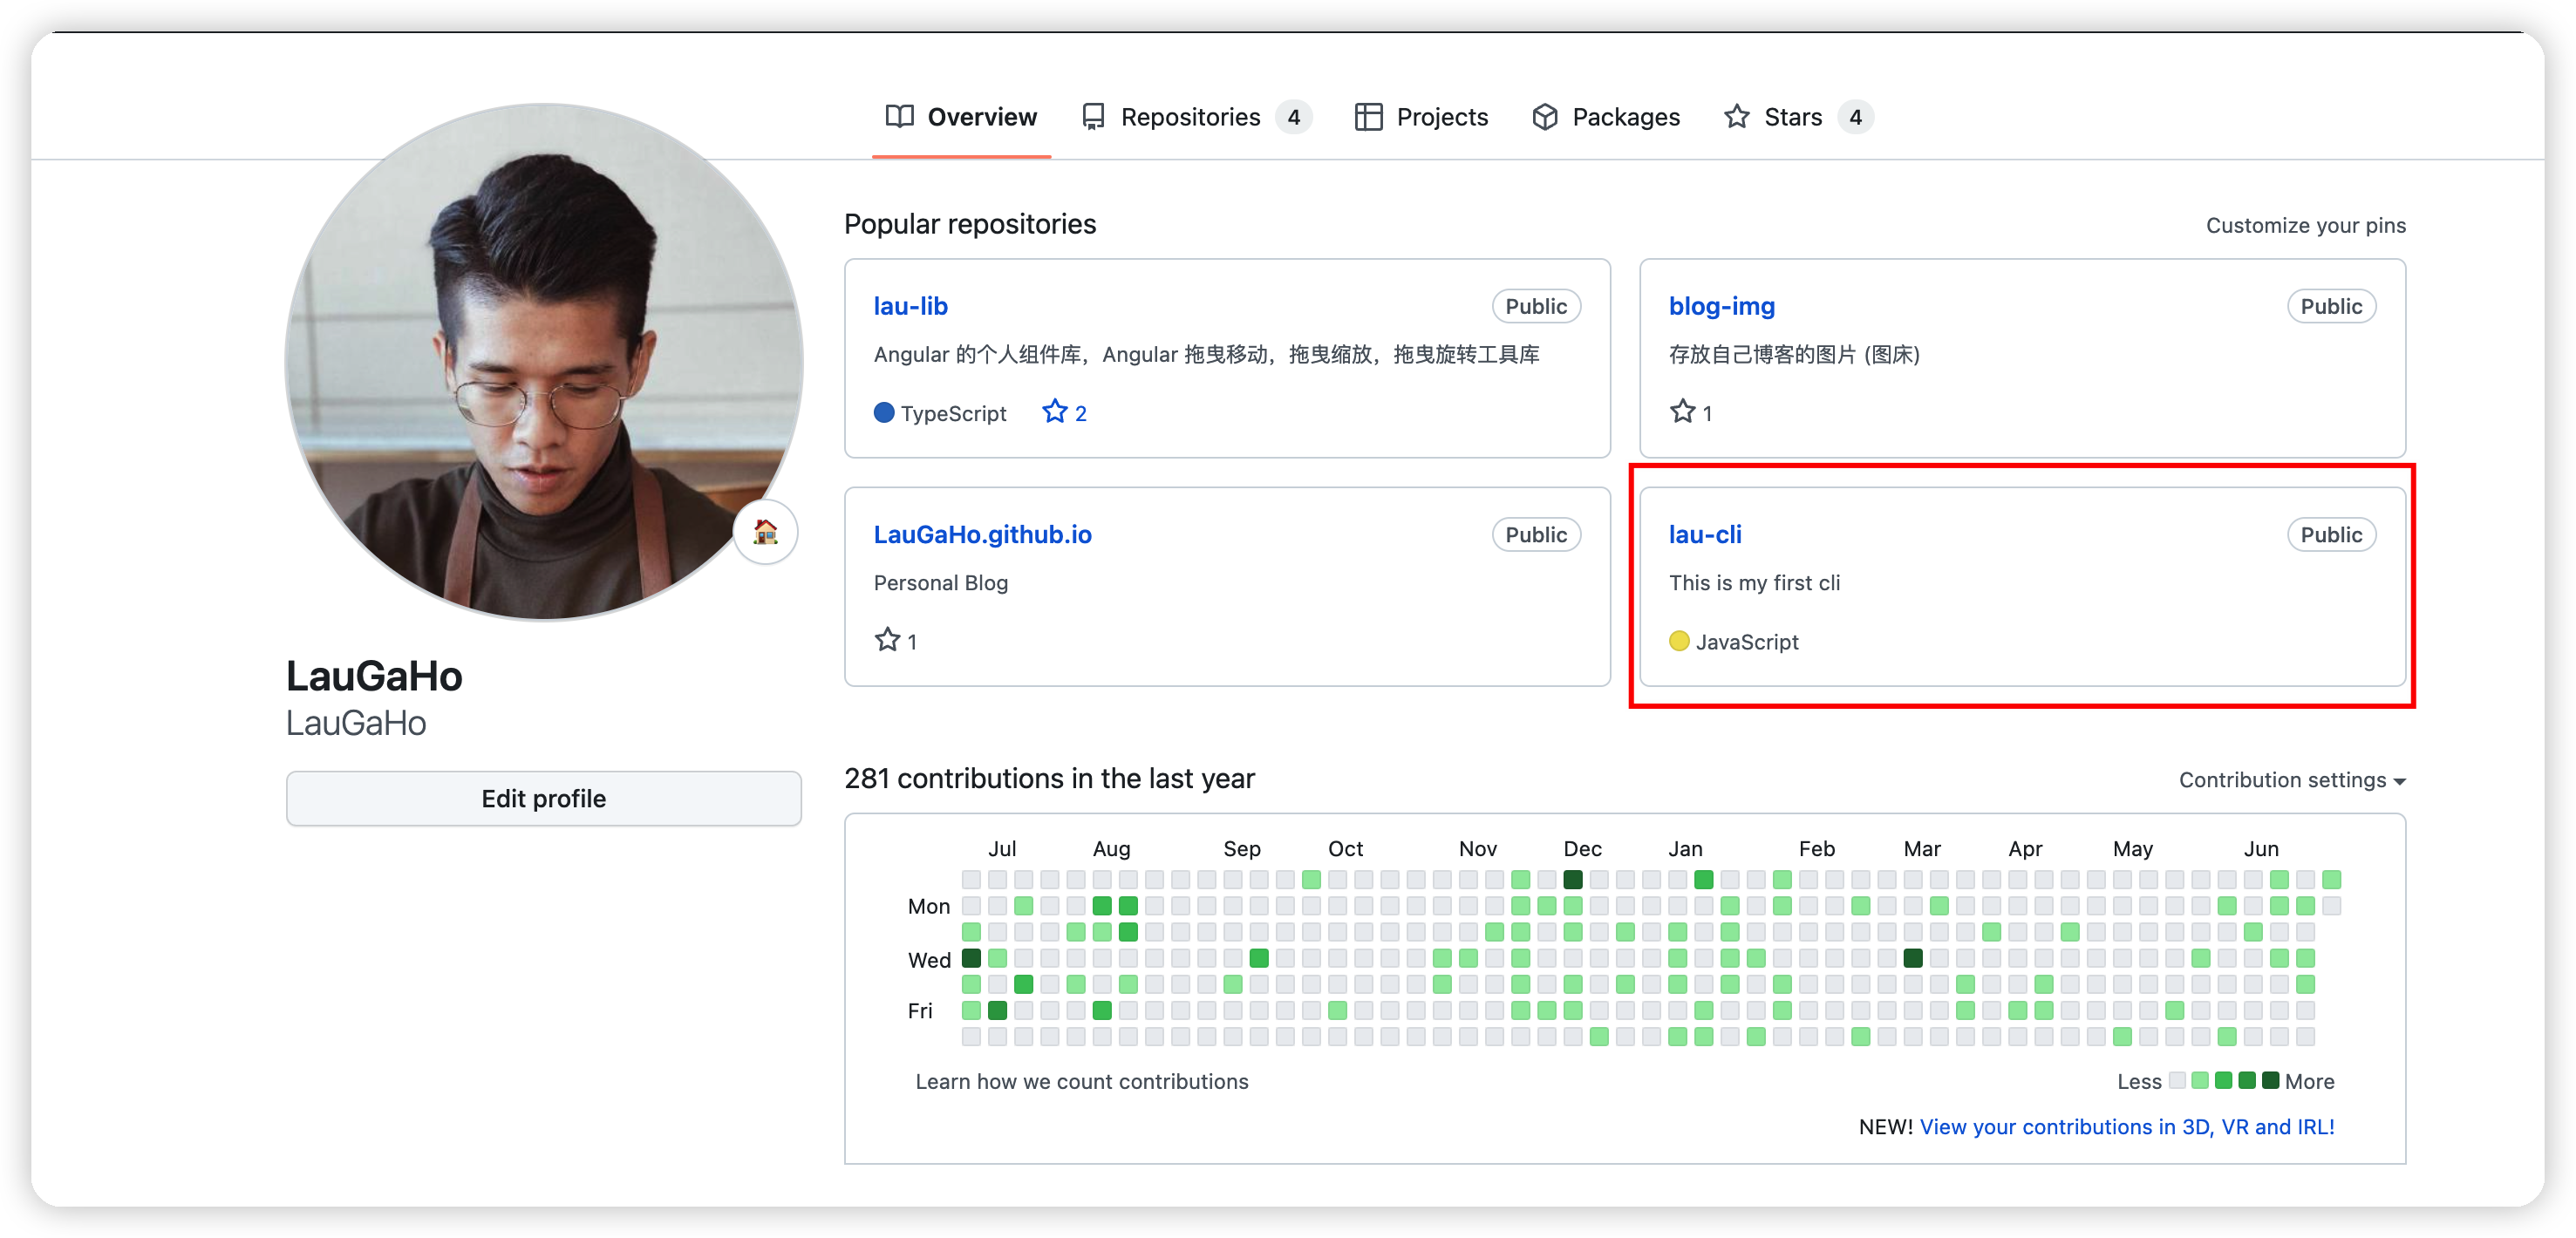 Overview Repositories 4 Projects Packages Stars 4
Popular repositories Customize your pins
lau-lib Public
Angular 的个人组件库，Angular 拖曳移动，拖曳缩放，拖曳旋转工具库
TypeScript 2
blog-img Public
存放自己博客的图片 (图床)
1
LauGaHo.github.io Public
Personal Blog
1
lau-cli Public
This is my first cli
JavaScript
LauGaHo
LauGaHo
Edit profile
281 contributions in the last year Contribution settings
Jul Aug Sep Oct Nov Dec Jan Feb Mar Apr May Jun
Mon
Wed
Fri
Learn how we count contributions Less More
NEW! View your contributions in 3D, VR and IRL!